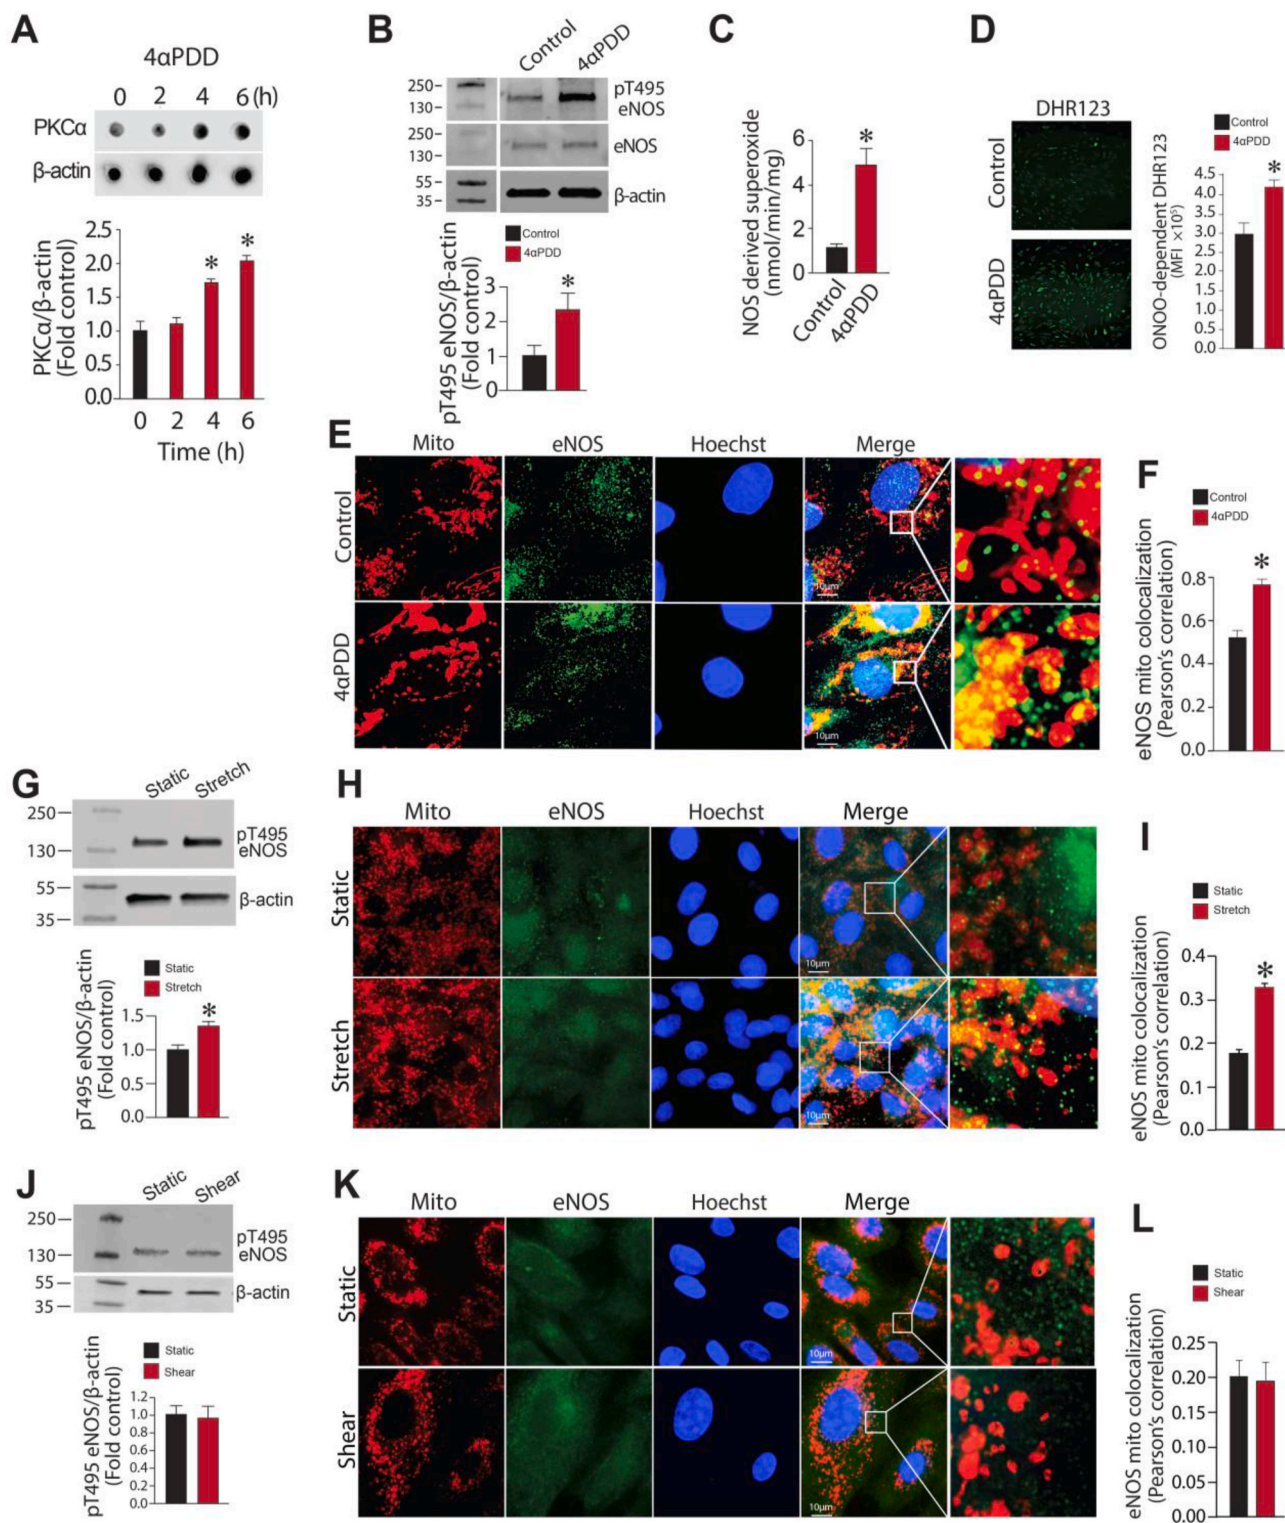 A
4αPDD
0 2 4 6 (h)
PKCα
β-actin
PKCα/β-actin
(Fold control)
2.5
2.0
1.5
1.0
0.5
0.0
*
*
0 2 4 6
Time (h)
B
Control
4αPDD
250
130
pT495
eNOS
250
130
eNOS
55
35
β-actin
Control
4αPDD
pT495 eNOS/β-actin
(Fold control)
3
2
1
0
*
C
NOS derived superoxide
(nmol/min/mg)
6
4
2
0
*
Control
4αPDD
D
DHR123
Control
4αPDD
Control
4αPDD
ONOO-dependent DHR123
(MFI ×10⁵)
4.5
4.0
3.5
3.0
2.5
2.0
1.5
1.0
0.5
0.0
*
E
Mito eNOS Hoechst Merge
Control
10μm
4αPDD
10μm
F
Control
4αPDD
eNOS mito colocalization
(Pearson's correlation)
0.8
0.6
0.4
0.2
0.0
*
G
Static
Stretch
250
130
pT495
eNOS
55
35
β-actin
Static
Stretch
pT495 eNOS/β-actin
(Fold control)
1.5
1.0
0.5
0.0
*
H
Mito eNOS Hoechst Merge
Static
10μm
Stretch
10μm
I
Static
Stretch
eNOS mito colocalization
(Pearson's correlation)
0.4
0.3
0.2
0.1
0.0
*
J
Static
Shear
250
130
pT495
eNOS
55
35
β-actin
Static
Shear
pT495 eNOS/β-actin
(Fold control)
1.2
1.0
0.8
0.6
0.4
0.2
0.0
K
Mito eNOS Hoechst Merge
Static
10μm
Shear
10μm
L
Static
Shear
eNOS mito colocalization
(Pearson's correlation)
0.25
0.20
0.15
0.10
0.05
0.00